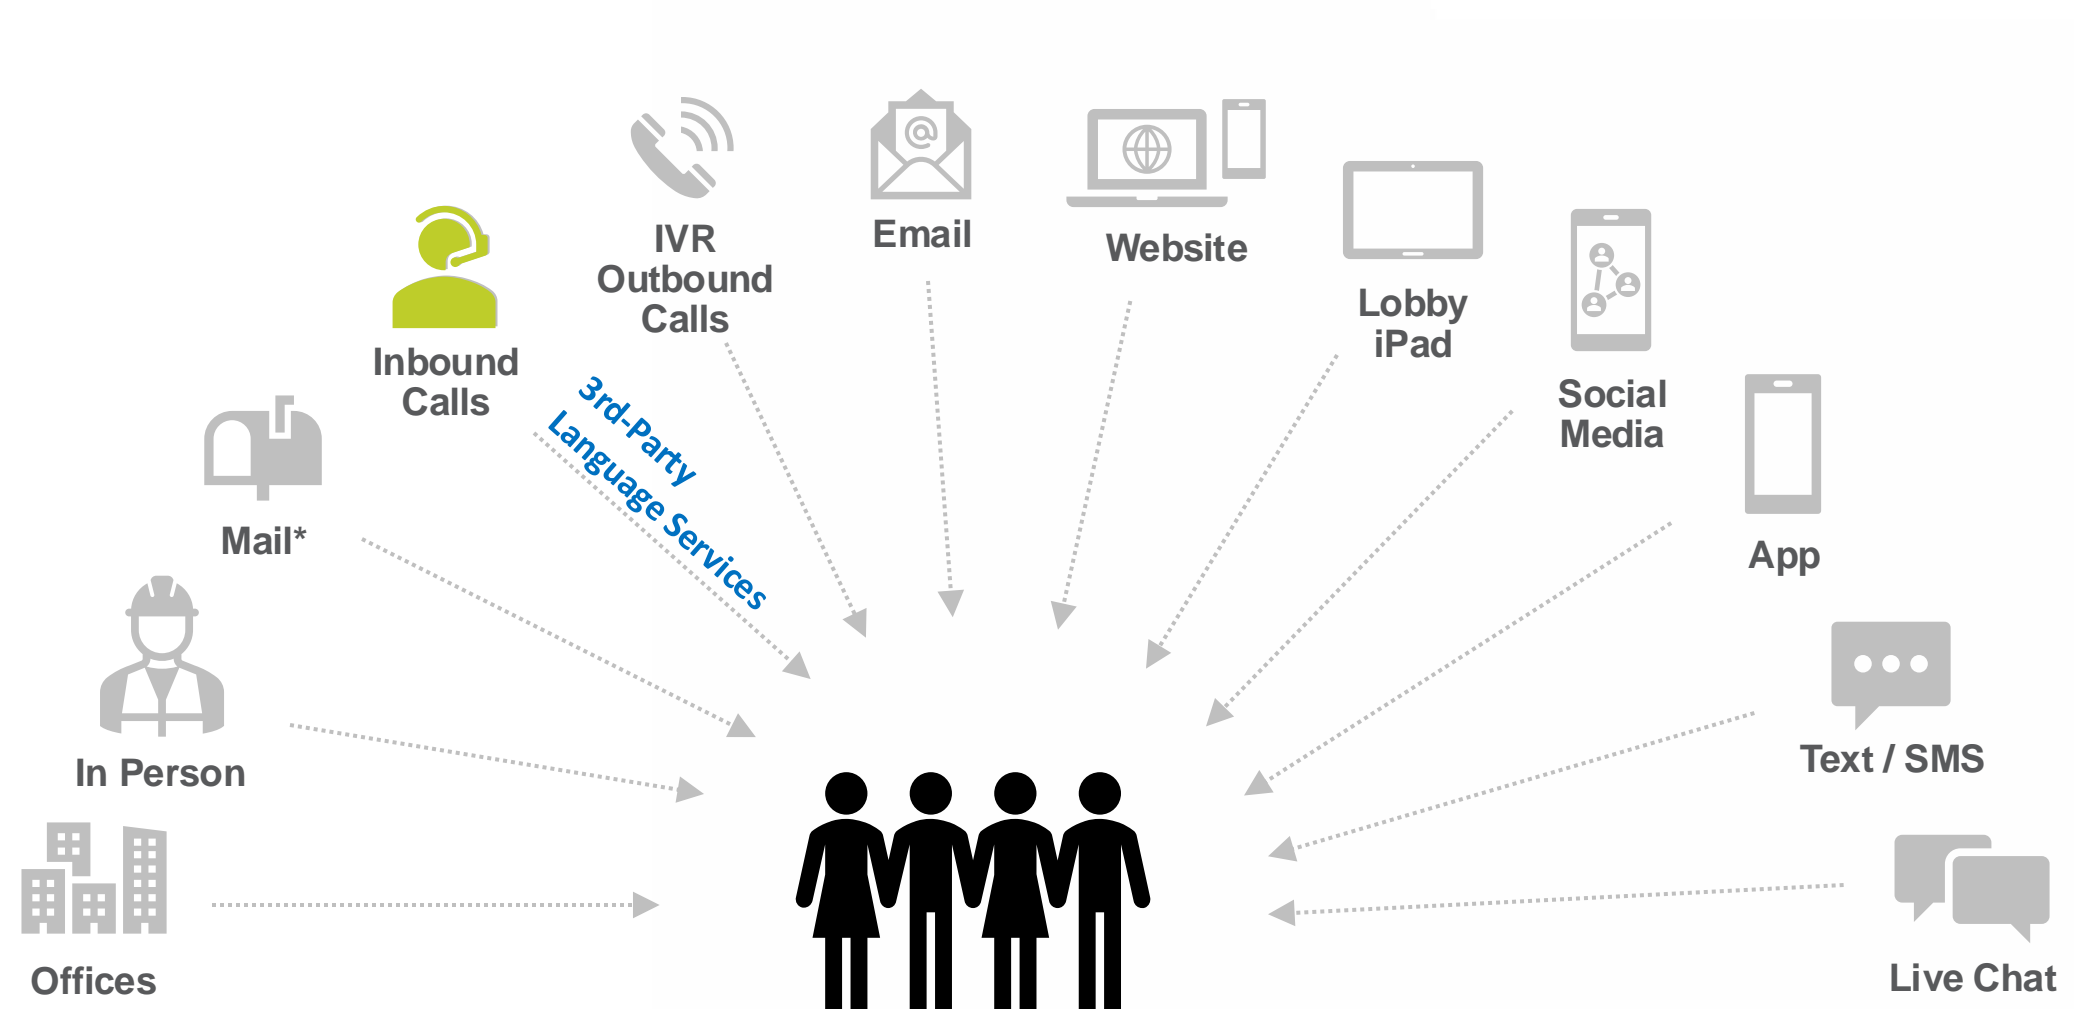 IVR
Outbound
Calls
Email
Website
Lobby
iPad
Social
Media
App
Text / SMS
Live Chat
Inbound
Calls
3rd-Party
Language Services
Mail*
In Person
Offices
@